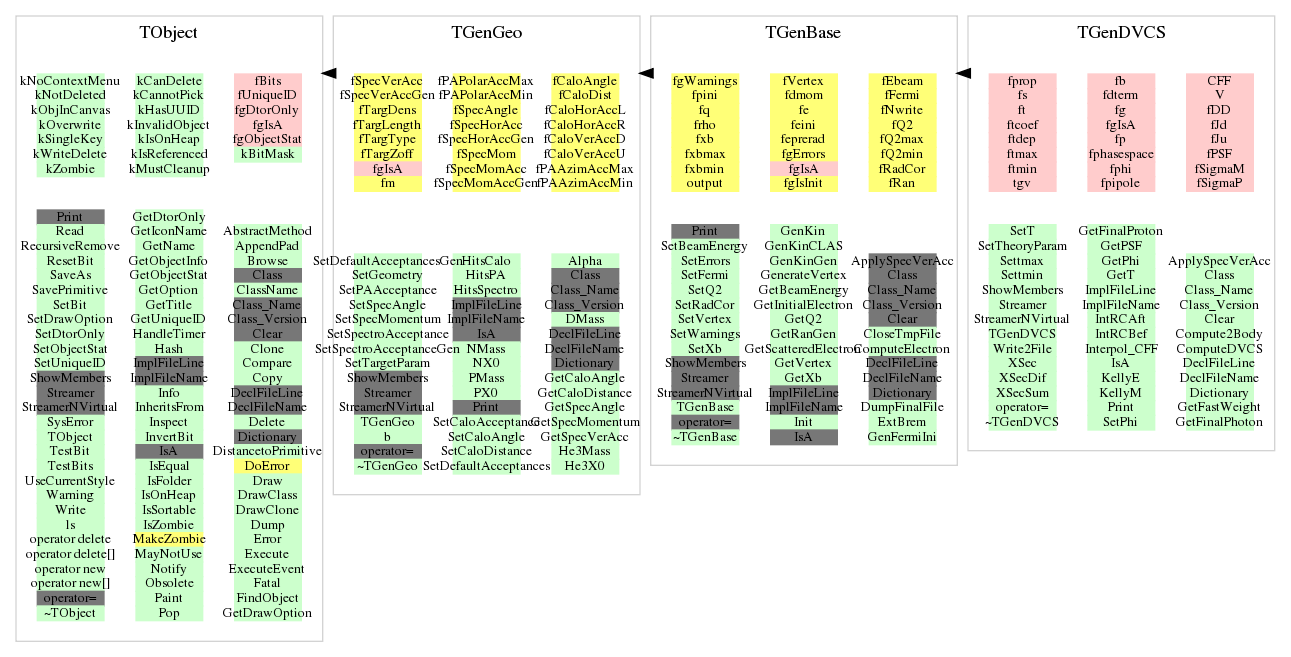 TObject
kNoContextMenu
kNotDeleted
kObjInCanvas
kOverwrite
kSingleKey
kWriteDelete
kZombie
kCanDelete
kCannotPick
kHasUUID
kInvalidObject
kIsOnHeap
kIsReferenced
kMustCleanup
fBits
fUniqueID
fgDtorOnly
fgIsA
fgObjectStat
kBitMask
Print
Read
RecursiveRemove
ResetBit
SaveAs
SavePrimitive
SetBit
SetDrawOption
SetDtorOnly
SetObjectStat
SetUniqueID
ShowMembers
Streamer
StreamerNVirtual
SysError
TObject
TestBit
TestBits
UseCurrentStyle
Warning
Write
ls
operator delete
operator delete[]
operator new
operator new[]
operator=
~TObject
GetDtorOnly
GetIconName
GetName
GetObjectInfo
GetObjectStat
GetOption
GetTitle
GetUniqueID
HandleTimer
Hash
ImplFileLine
ImplFileName
Info
InheritsFrom
Inspect
InvertBit
IsA
IsEqual
IsFolder
IsOnHeap
IsSortable
IsZombie
MakeZombie
MayNotUse
Notify
Obsolete
Paint
Pop
AbstractMethod
AppendPad
Browse
Class
ClassName
Class_Name
Class_Version
Clear
Clone
Compare
Copy
DeclFileLine
DeclFileName
Delete
Dictionary
DistancetoPrimitive
DoError
Draw
DrawClass
DrawClone
Dump
Error
Execute
ExecuteEvent
Fatal
FindObject
GetDrawOption
TGenGeo
fSpecVerAcc
fSpecVerAccGen
fTargDens
fTargLength
fTargType
fTargZoff
fgIsA
fm
fPAPolarAccMax
fPAPolarAccMin
fSpecAngle
fSpecHorAcc
fSpecHorAccGen
fSpecMom
fSpecMomAcc
fSpecMomAccGen
fCaloAngle
fCaloDist
fCaloHorAccL
fCaloHorAccR
fCaloVerAccD
fCaloVerAccU
fPAAzimAccMax
fPAAzimAccMin
SetDefaultAcceptancesGen
SetGeometry
SetPAAcceptance
SetSpecAngle
SetSpecMomentum
SetSpectroAcceptance
SetSpectroAcceptanceGen
SetTargetParam
ShowMembers
Streamer
StreamerNVirtual
TGenGeo
b
operator=
~TGenGeo
HitsCalo
HitsPA
HitsSpectro
ImplFileLine
ImplFileName
IsA
NMass
NX0
PMass
PX0
Print
SetCaloAcceptance
SetCaloAngle
SetCaloDistance
SetDefaultAcceptances
Alpha
Class
Class_Name
Class_Version
DMass
DeclFileLine
DeclFileName
Dictionary
GetCaloAngle
GetCaloDistance
GetSpecAngle
GetSpecMomentum
GetSpecVerAcc
He3Mass
He3X0
TGenBase
fgWarnings
fpini
fq
frho
fxb
fxbmax
fxbmin
output
fVertex
fdmom
fe
feini
feprerad
fgErrors
fgIsA
fgIsInit
fEbeam
fFermi
fNwrite
fQ2
fQ2max
fQ2min
fRadCor
fRan
Print
SetBeamEnergy
SetErrors
SetFermi
SetQ2
SetRadCor
SetVertex
SetWarnings
SetXb
ShowMembers
Streamer
StreamerNVirtual
TGenBase
operator=
~TGenBase
GenKin
GenKinCLAS
GenKinGen
GenerateVertex
GetBeamEnergy
GetInitialElectron
GetQ2
GetRanGen
GetScatteredElectron
GetVertex
GetXb
ImplFileLine
ImplFileName
Init
IsA
ApplySpecVerAcc
Class
Class_Name
Class_Version
Clear
CloseTmpFile
ComputeElectron
DeclFileLine
DeclFileName
Dictionary
DumpFinalFile
ExtBrem
GenFermiIni
TGenDVCS
fprop
fs
ft
ftcoef
ftdep
ftmax
ftmin
tgv
fb
fdterm
fg
fgIsA
fp
fphasespace
fphi
fpipole
CFF
V
fDD
fJd
fJu
fPSF
fSigmaM
fSigmaP
SetT
SetTheoryParam
Settmax
Settmin
ShowMembers
Streamer
StreamerNVirtual
TGenDVCS
Write2File
XSec
XSecDif
XSecSum
operator=
~TGenDVCS
GetFinalProton
GetPSF
GetPhi
GetT
ImplFileLine
ImplFileName
IntRCAft
IntRCBef
Interpol_CFF
IsA
KellyE
KellyM
Print
SetPhi
ApplySpecVerAcc
Class
Class_Name
Class_Version
Clear
Compute2Body
ComputeDVCS
DeclFileLine
DeclFileName
Dictionary
GetFastWeight
GetFinalPhoton